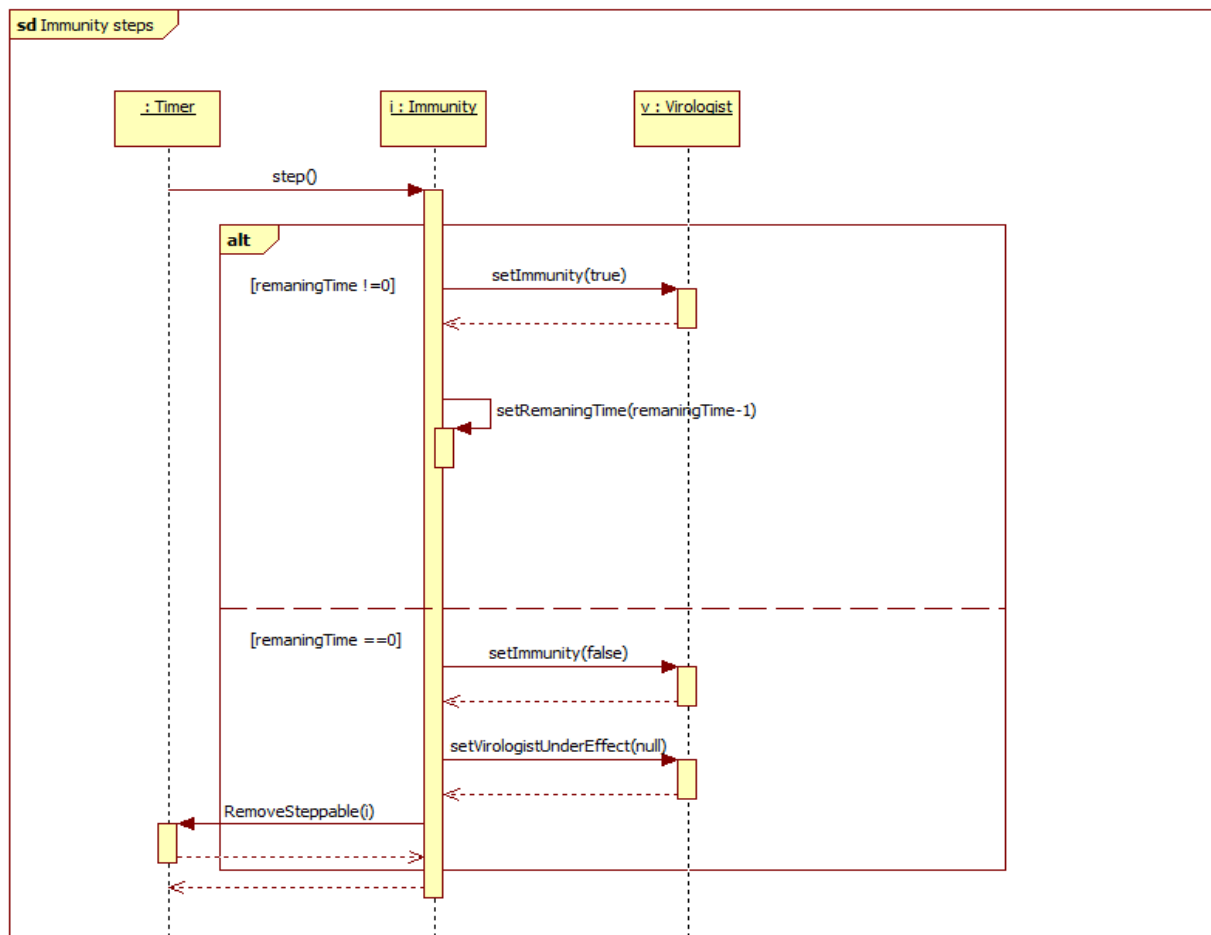 sd Immunity steps
: Timer
i : Immunity
v : Virologist
step()
alt
[remaningTime !=0]
setImmunity(true)
setRemaningTime(remaningTime-1)
[remaningTime ==0]
setImmunity(false)
setVirologistUnderEffect(null)
RemoveSteppable(i)